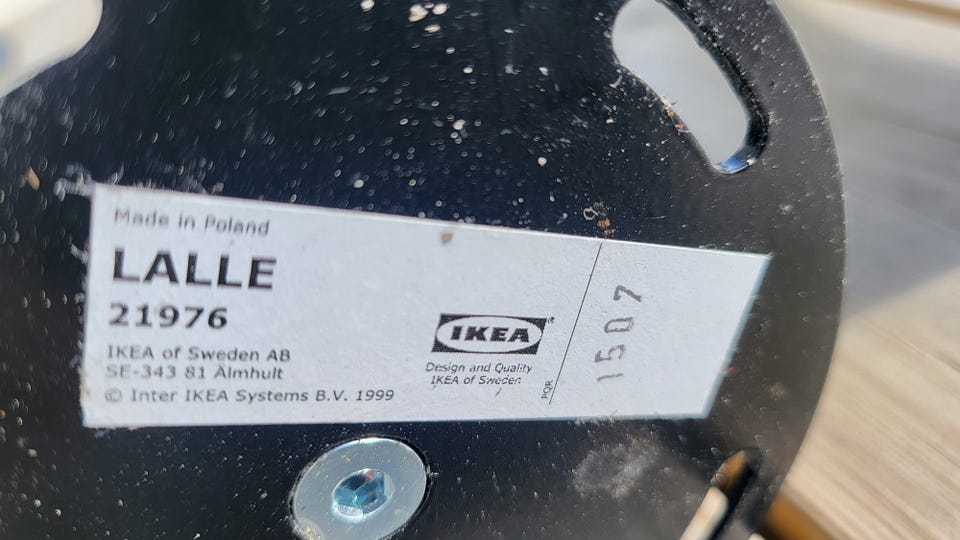 Made in Poland
LALLE
21976
IKEA of Sweden AB
SE-343 81 Älmhult
© Inter IKEA Systems B.V. 1999
IKEA®
Design and Quality
IKEA of Sweden
PQR
1507